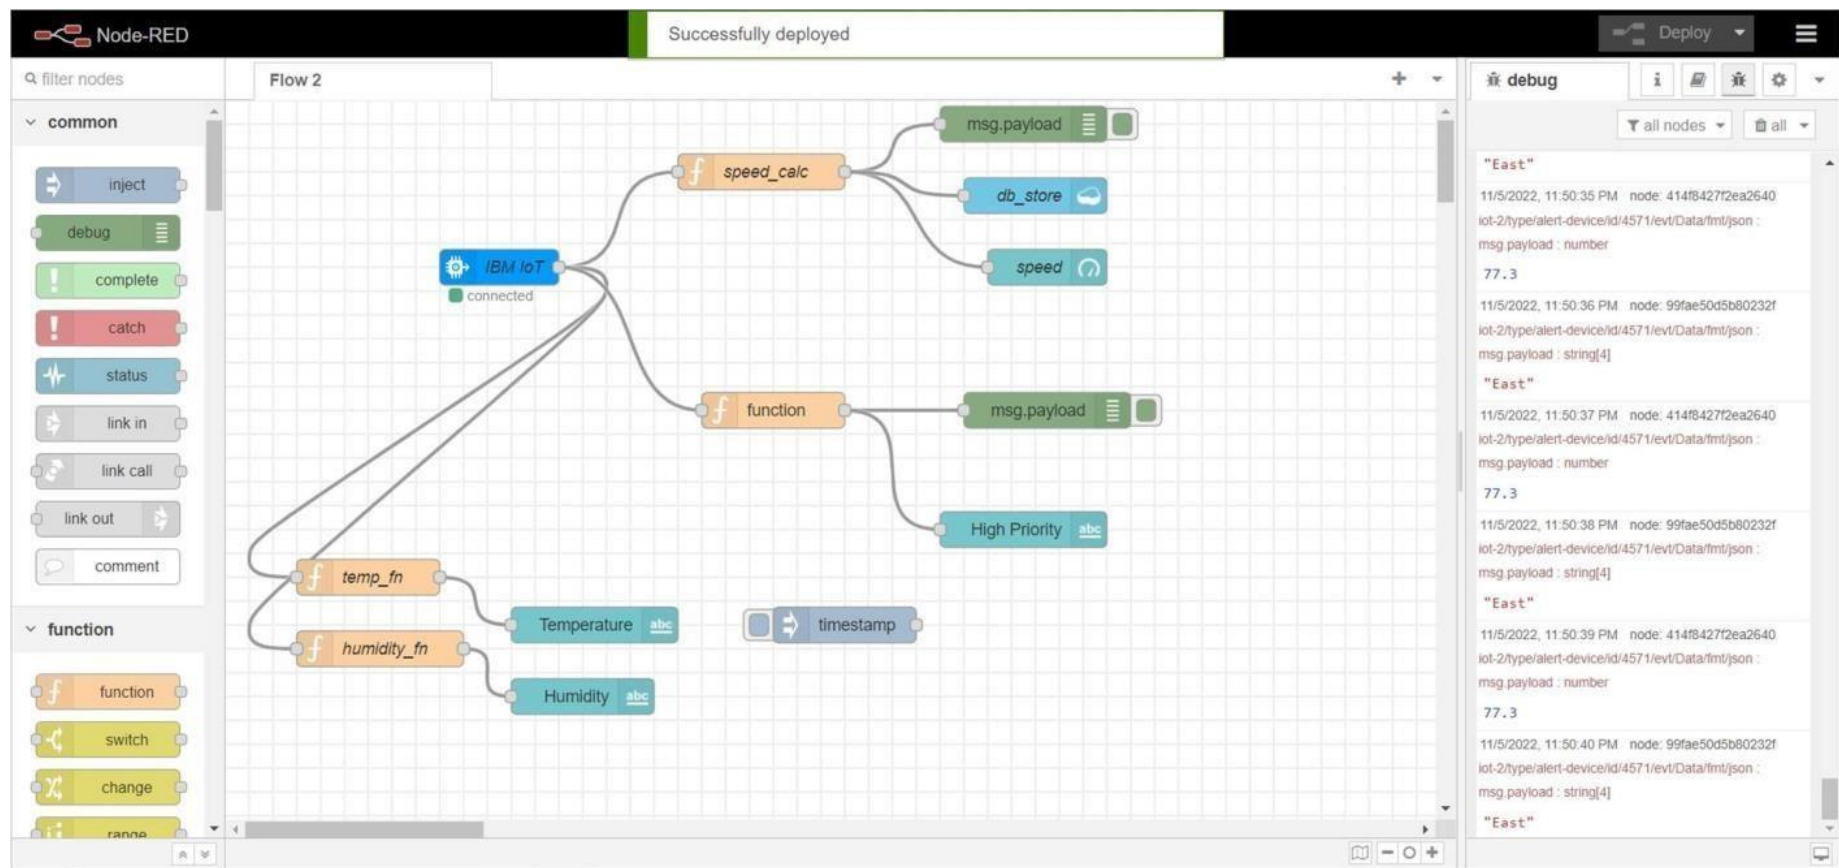 Node-RED
Successfully deployed
Deploy
filter nodes
common
inject
debug
complete
catch
status
link in
link call
link out
comment
function
function
switch
change
range
Flow 2
msg.payload
speed_calc
db_store
IBM IoT
speed
connected
function
msg.payload
High Priority
abc
temp_fn
Temperature
abc
timestamp
humidity_fn
Humidity
abc
debug
i
all nodes
all
"East"
11/5/2022, 11:50:35 PM node: 414f8427f2ea2640
iot-2/type/alert-device/id/4571/evt/Data/fmt/json :
msg.payload : number
77.3
11/5/2022, 11:50:36 PM node: 99fae50d5b80232f
iot-2/type/alert-device/id/4571/evt/Data/fmt/json :
msg.payload : string[4]
"East"
11/5/2022, 11:50:37 PM node: 414f8427f2ea2640
iot-2/type/alert-device/id/4571/evt/Data/fmt/json :
msg.payload : number
77.3
11/5/2022, 11:50:38 PM node: 99fae50d5b80232f
iot-2/type/alert-device/id/4571/evt/Data/fmt/json :
msg.payload : string[4]
"East"
11/5/2022, 11:50:39 PM node: 414f8427f2ea2640
iot-2/type/alert-device/id/4571/evt/Data/fmt/json :
msg.payload : number
77.3
11/5/2022, 11:50:40 PM node: 99fae50d5b80232f
iot-2/type/alert-device/id/4571/evt/Data/fmt/json :
msg.payload : string[4]
"East"